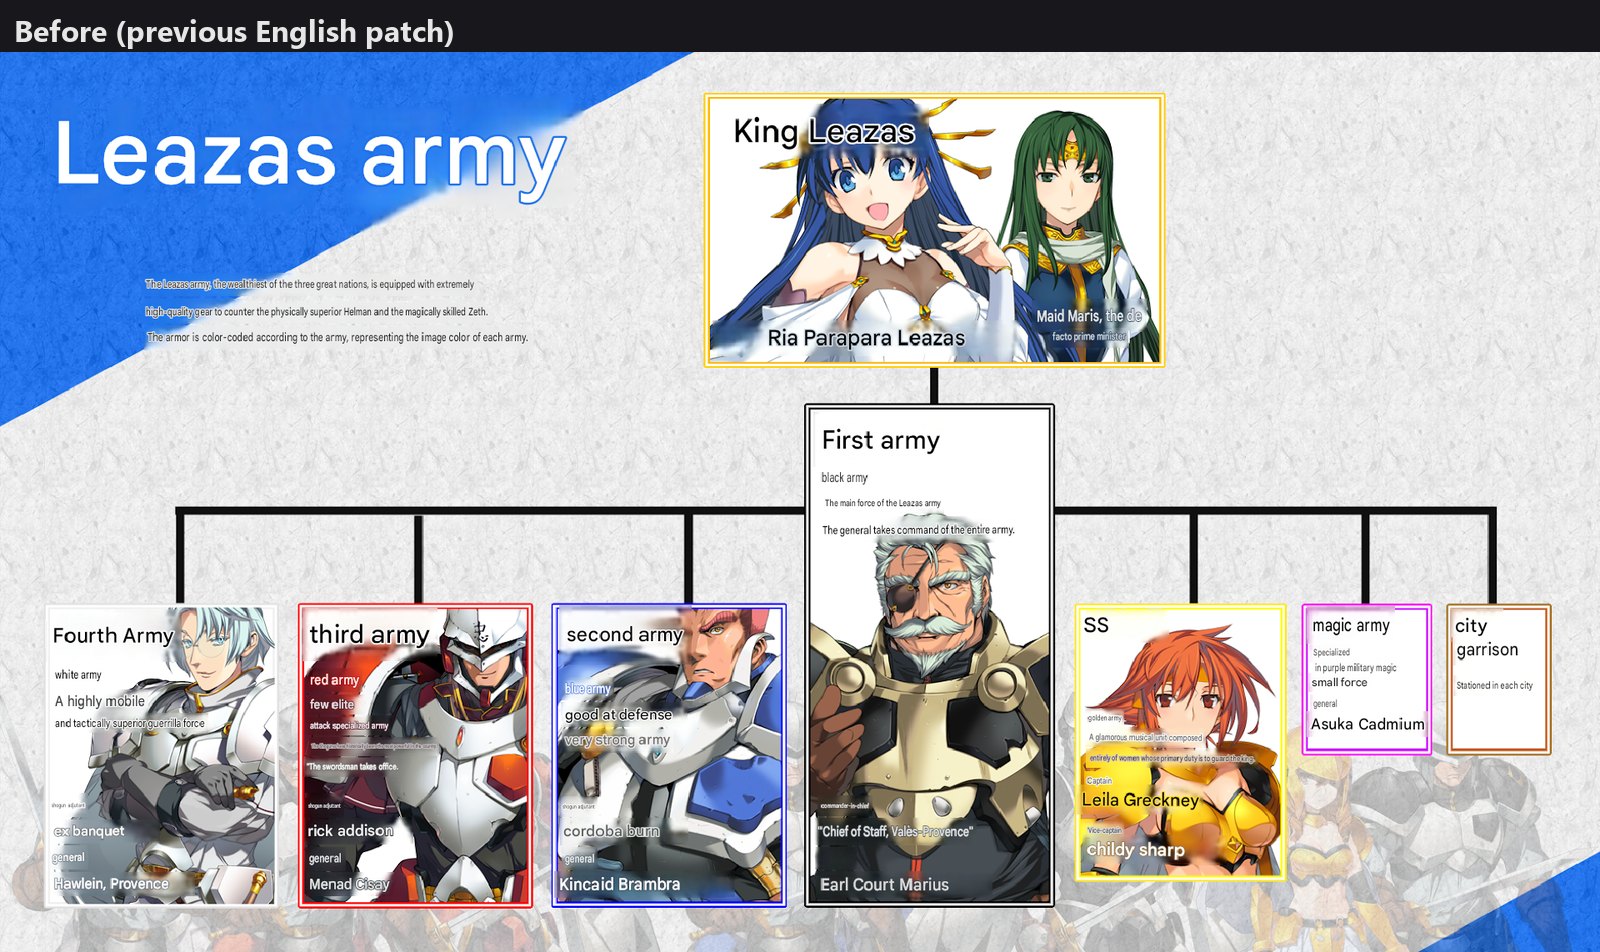 Before (previous English patch)
Leazas army
The Leazas army, the wealthiest of the three great nations, is equipped with extremely
high-quality gear to counter the physically superior Helman and the magically skilled Zeth.
The armor is color-coded according to the army, representing the image color of each army.
King Leazas
Ria Parapara Leazas
Maid Maris, the de
facto prime minister
First army
black army
The main force of the Leazas army
The general takes command of the entire army.
commander-in-chief
"Chief of Staff, Valès-Provence"
Earl Court Marius
Fourth Army
white army
A highly mobile
and tactically superior guerrilla force
shogun adjutant
ex banquet
general
Hawlein, Provence
third army
red army
few elite
attack specialized army
"The swordsman takes office.
shogun adjutant
rick addison
general
Menad Cisay
second army
blue army
good at defense
very strong army
shogun adjutant
cordoba burn
general
Kincaid Brambra
SS
golden army
A glamorous musical unit composed
entirely of women whose primary duty is to guard the king.
Captain
Leila Greckney
Vice-captain
childy sharp
magic army
Specialized
in purple military magic
small force
general
Asuka Cadmium
city
garrison
Stationed in each city